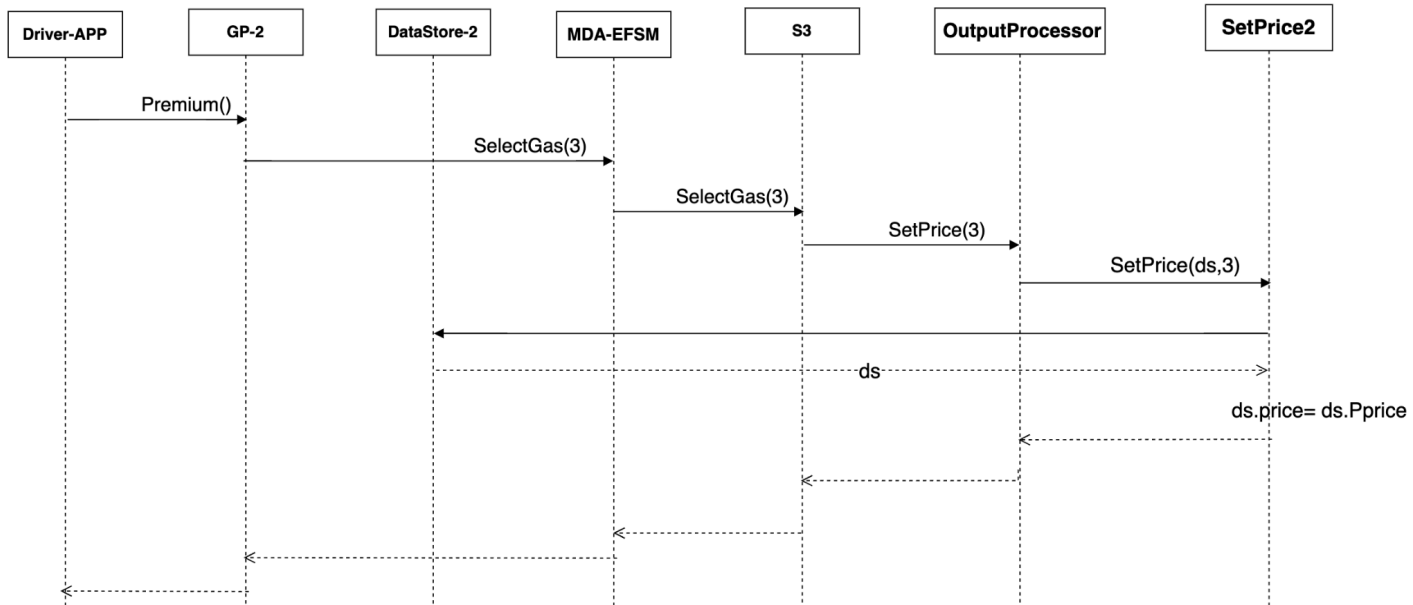 Driver-APP
GP-2
DataStore-2
MDA-EFSM
S3
OutputProcessor
SetPrice2
Premium()
SelectGas(3)
SelectGas(3)
SetPrice(3)
SetPrice(ds,3)
ds
ds.price= ds.Pprice